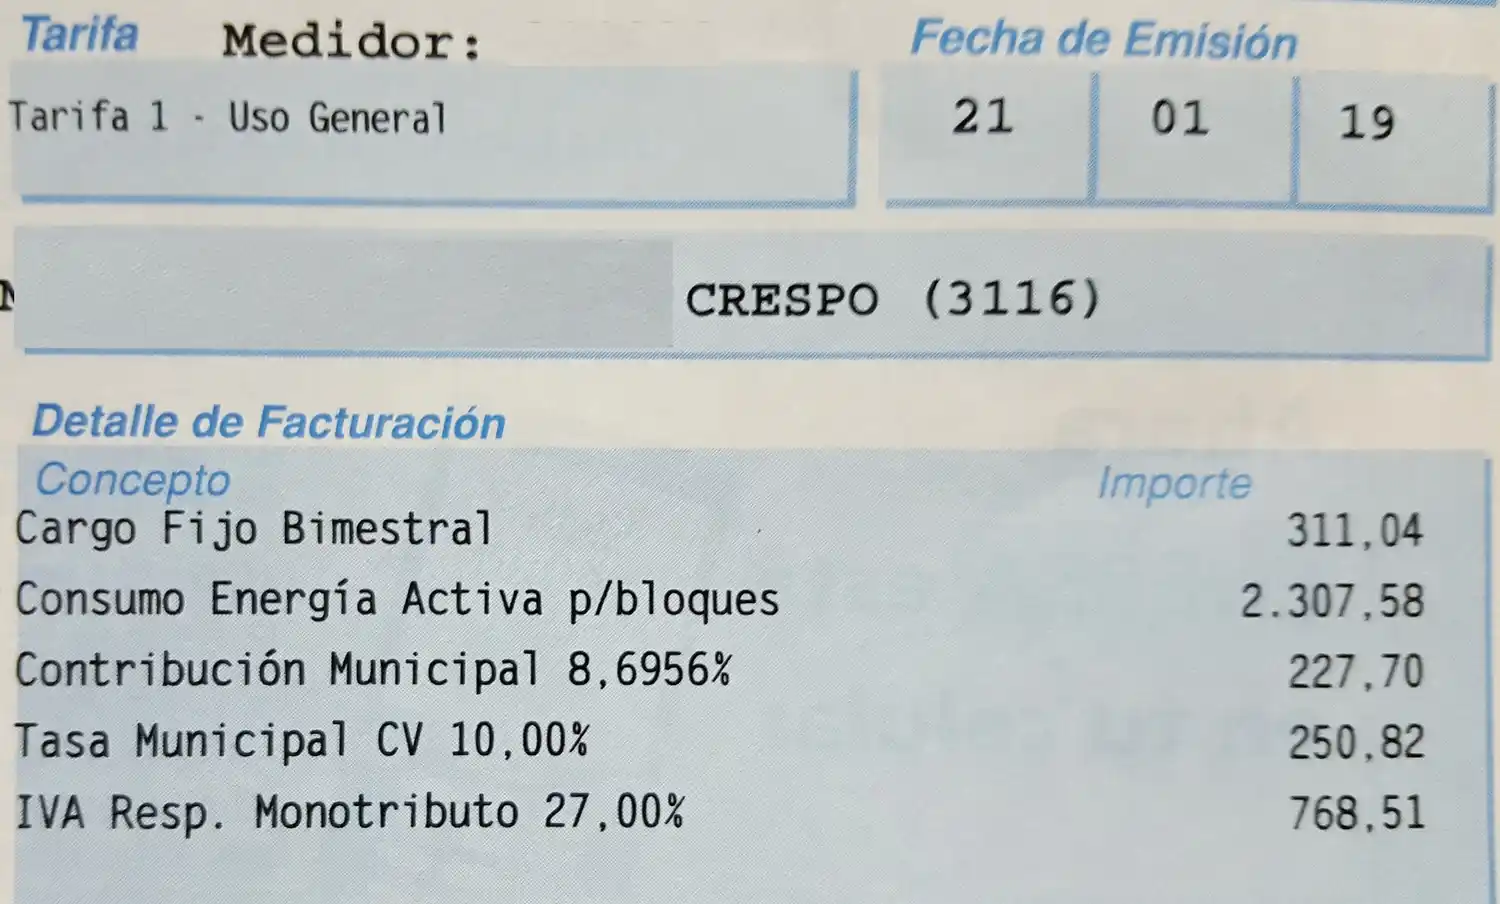 Tarifa Medidor: Fecha de Emisión
Tarifa 1 - Uso General 21 01 19
CRESPO (3116)
Detalle de Facturación
Concepto Importe
Cargo Fijo Bimestral 311,04
Consumo Energía Activa p/bloques 2.307,58
Contribución Municipal 8,6956% 227,70
Tasa Municipal CV 10,00% 250,82
IVA Resp. Monotributo 27,00% 768,51